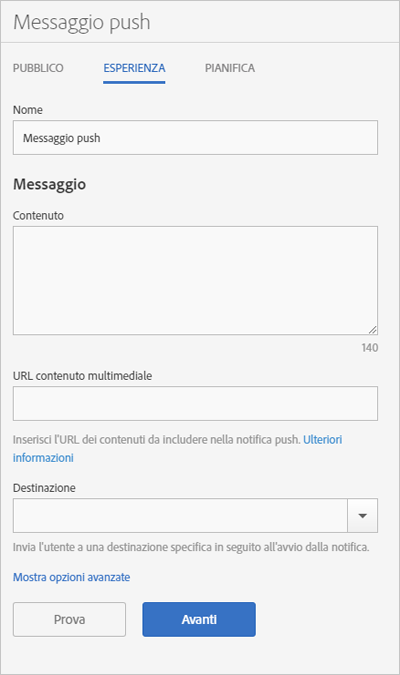 Messaggio push
PUBBLICO ESPERIENZA PIANIFICA
Nome
Messaggio push
Messaggio
Contenuto
140
URL contenuto multimediale
Inserisci l'URL dei contenuti da includere nella notifica push. Ulteriori
informazioni
Destinazione
Invia l'utente a una destinazione specifica in seguito all'avvio dalla notifica.
Mostra opzioni avanzate
Prova Avanti